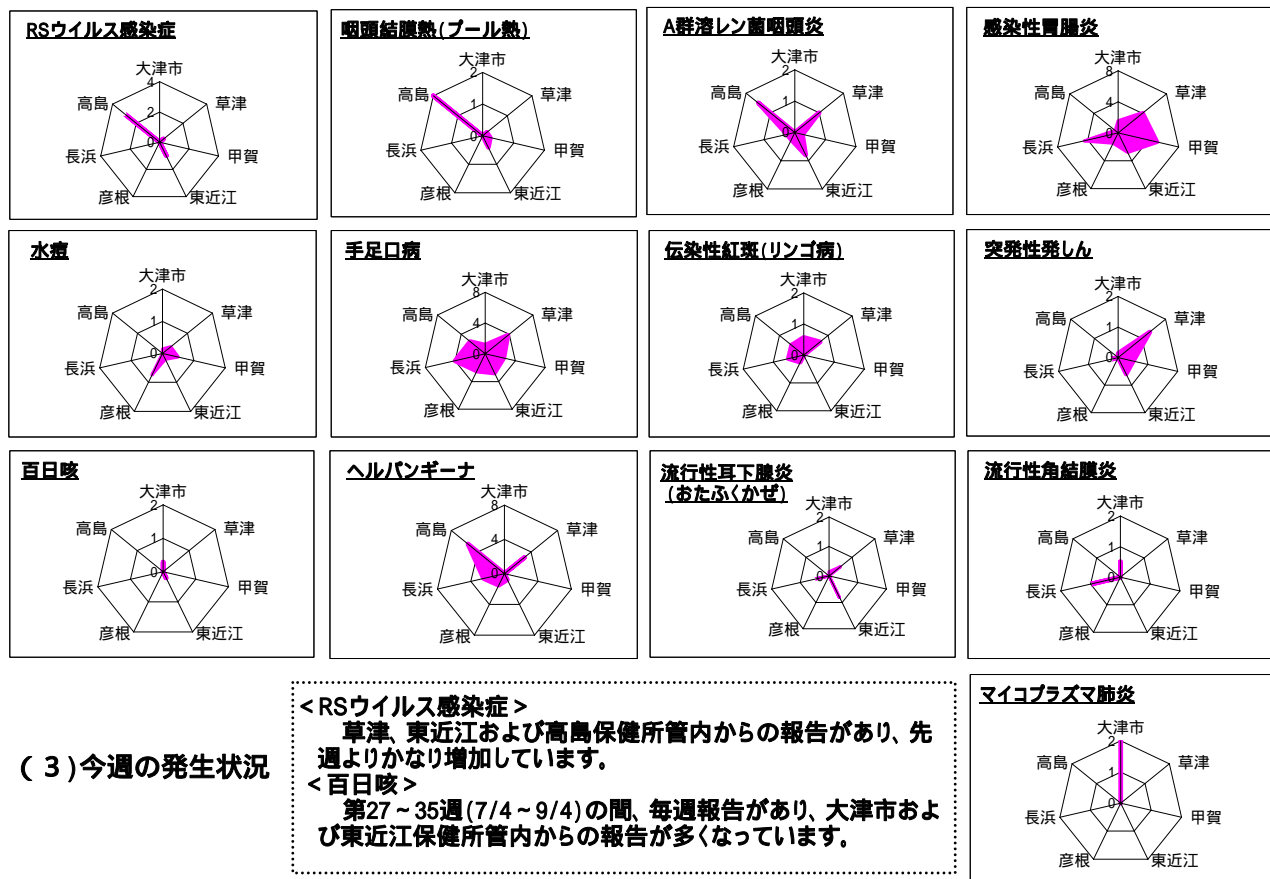 RSウイルス感染症
大津市
4
2
0
草津
甲賀
東近江
彦根
長浜
高島
咽頭結膜熱(プール熱)
大津市
2
1
0
草津
甲賀
東近江
彦根
長浜
高島
A群溶レン菌咽頭炎
大津市
2
1
0
草津
甲賀
東近江
彦根
長浜
高島
感染性胃腸炎
大津市
8
4
0
草津
甲賀
東近江
彦根
長浜
高島
水痘
大津市
2
1
0
草津
甲賀
東近江
彦根
長浜
高島
手足口病
大津市
8
4
0
草津
甲賀
東近江
彦根
長浜
高島
伝染性紅斑(リンゴ病)
大津市
2
1
0
草津
甲賀
東近江
彦根
長浜
高島
突発性発しん
大津市
2
1
0
草津
甲賀
東近江
彦根
長浜
高島
百日咳
大津市
2
1
0
草津
甲賀
東近江
彦根
長浜
高島
ヘルパンギーナ
大津市
8
4
0
草津
甲賀
東近江
彦根
長浜
高島
流行性耳下腺炎
(おたふくかぜ)
大津市
2
1
0
草津
甲賀
東近江
彦根
長浜
高島
流行性角結膜炎
大津市
2
1
0
草津
甲賀
東近江
彦根
長浜
高島
(3)今週の発生状況
<RSウイルス感染症>
草津、東近江および高島保健所管内からの報告があり、先
週よりかなり増加しています。
<百日咳>
第27~35週(7/4~9/4)の間、毎週報告があり、大津市およ
び東近江保健所管内からの報告が多くなっています。
マイコプラズマ肺炎
大津市
2
1
0
草津
甲賀
東近江
彦根
長浜
高島